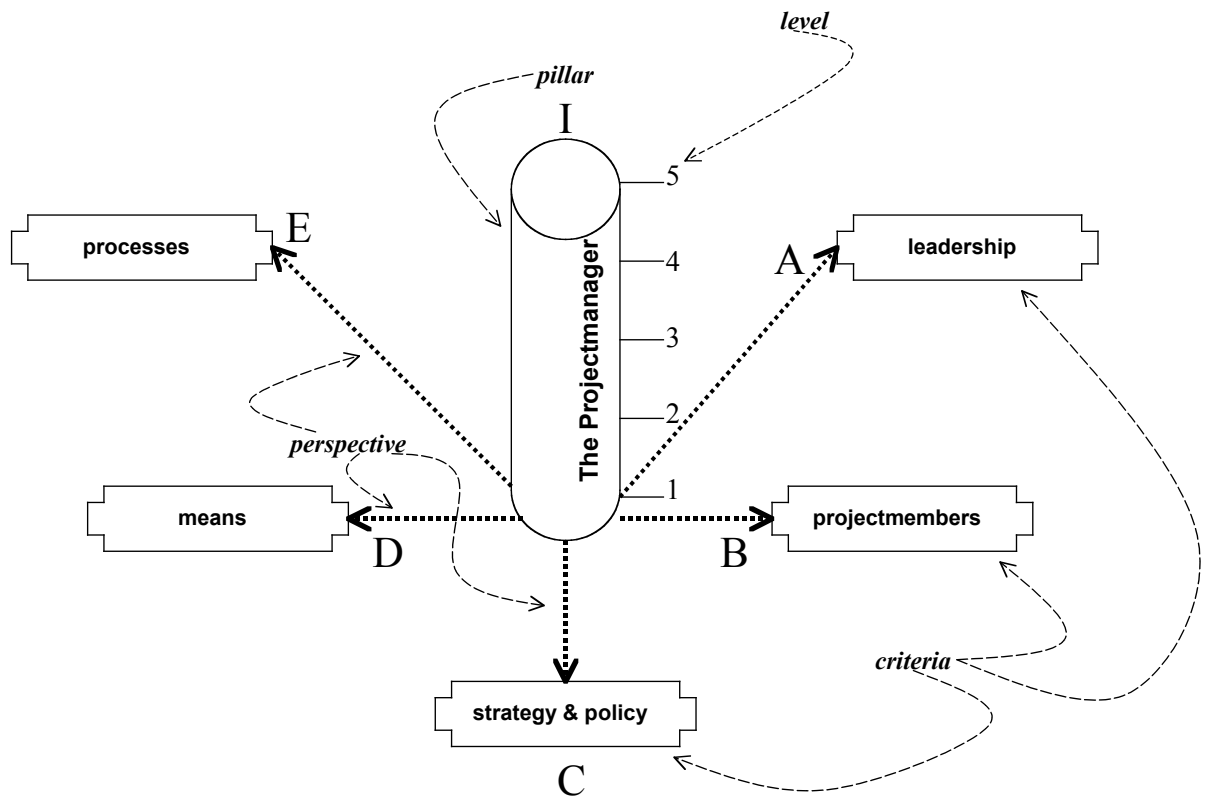 level
pillar
I
5
E
processes
A
leadership
4
The Projectmanager
3
2
perspective
1
means
projectmembers
D
B
criteria
strategy & policy
C